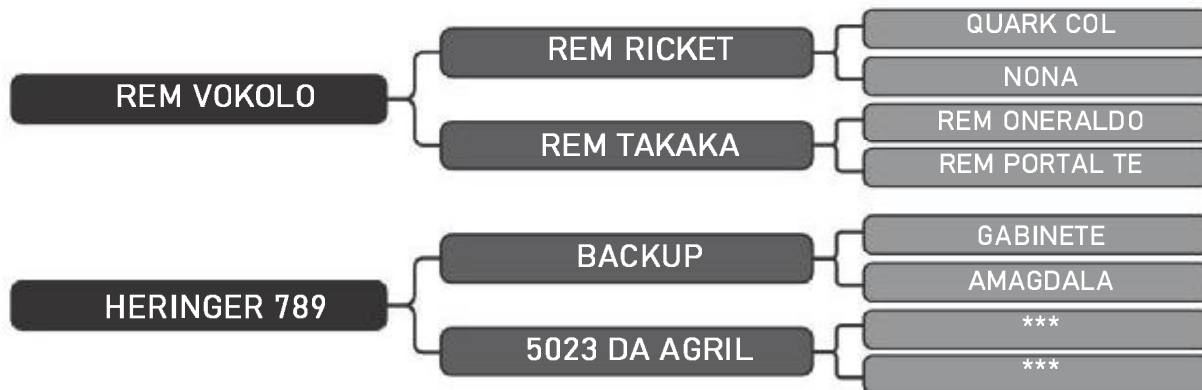 QUARK COL
REM RICKET
NONA
REM VOKOLO
REM ONERALDO
REM TAKAKA
REM PORTAL TE
GABINETE
BACKUP
AMAGDALA
HERINGER 789
***
5023 DA AGRIL
***